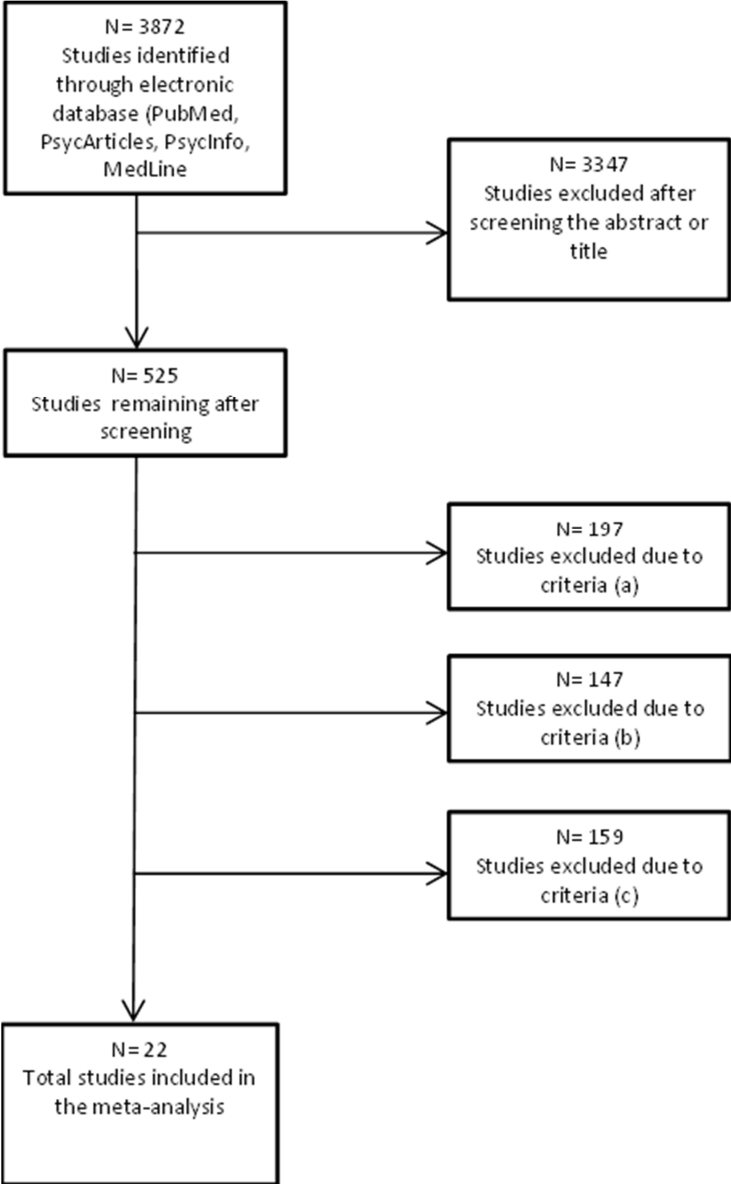 N= 3872
Studies identified
through electronic
database (PubMed,
PsycArticles, PsycInfo,
MedLine
N= 3347
Studies excluded after
screening the abstract or
title
N= 525
Studies remaining after
screening
N= 197
Studies excluded due to
criteria (a)
N= 147
Studies excluded due to
criteria (b)
N= 159
Studies excluded due to
criteria (c)
N= 22
Total studies included in
the meta-analysis